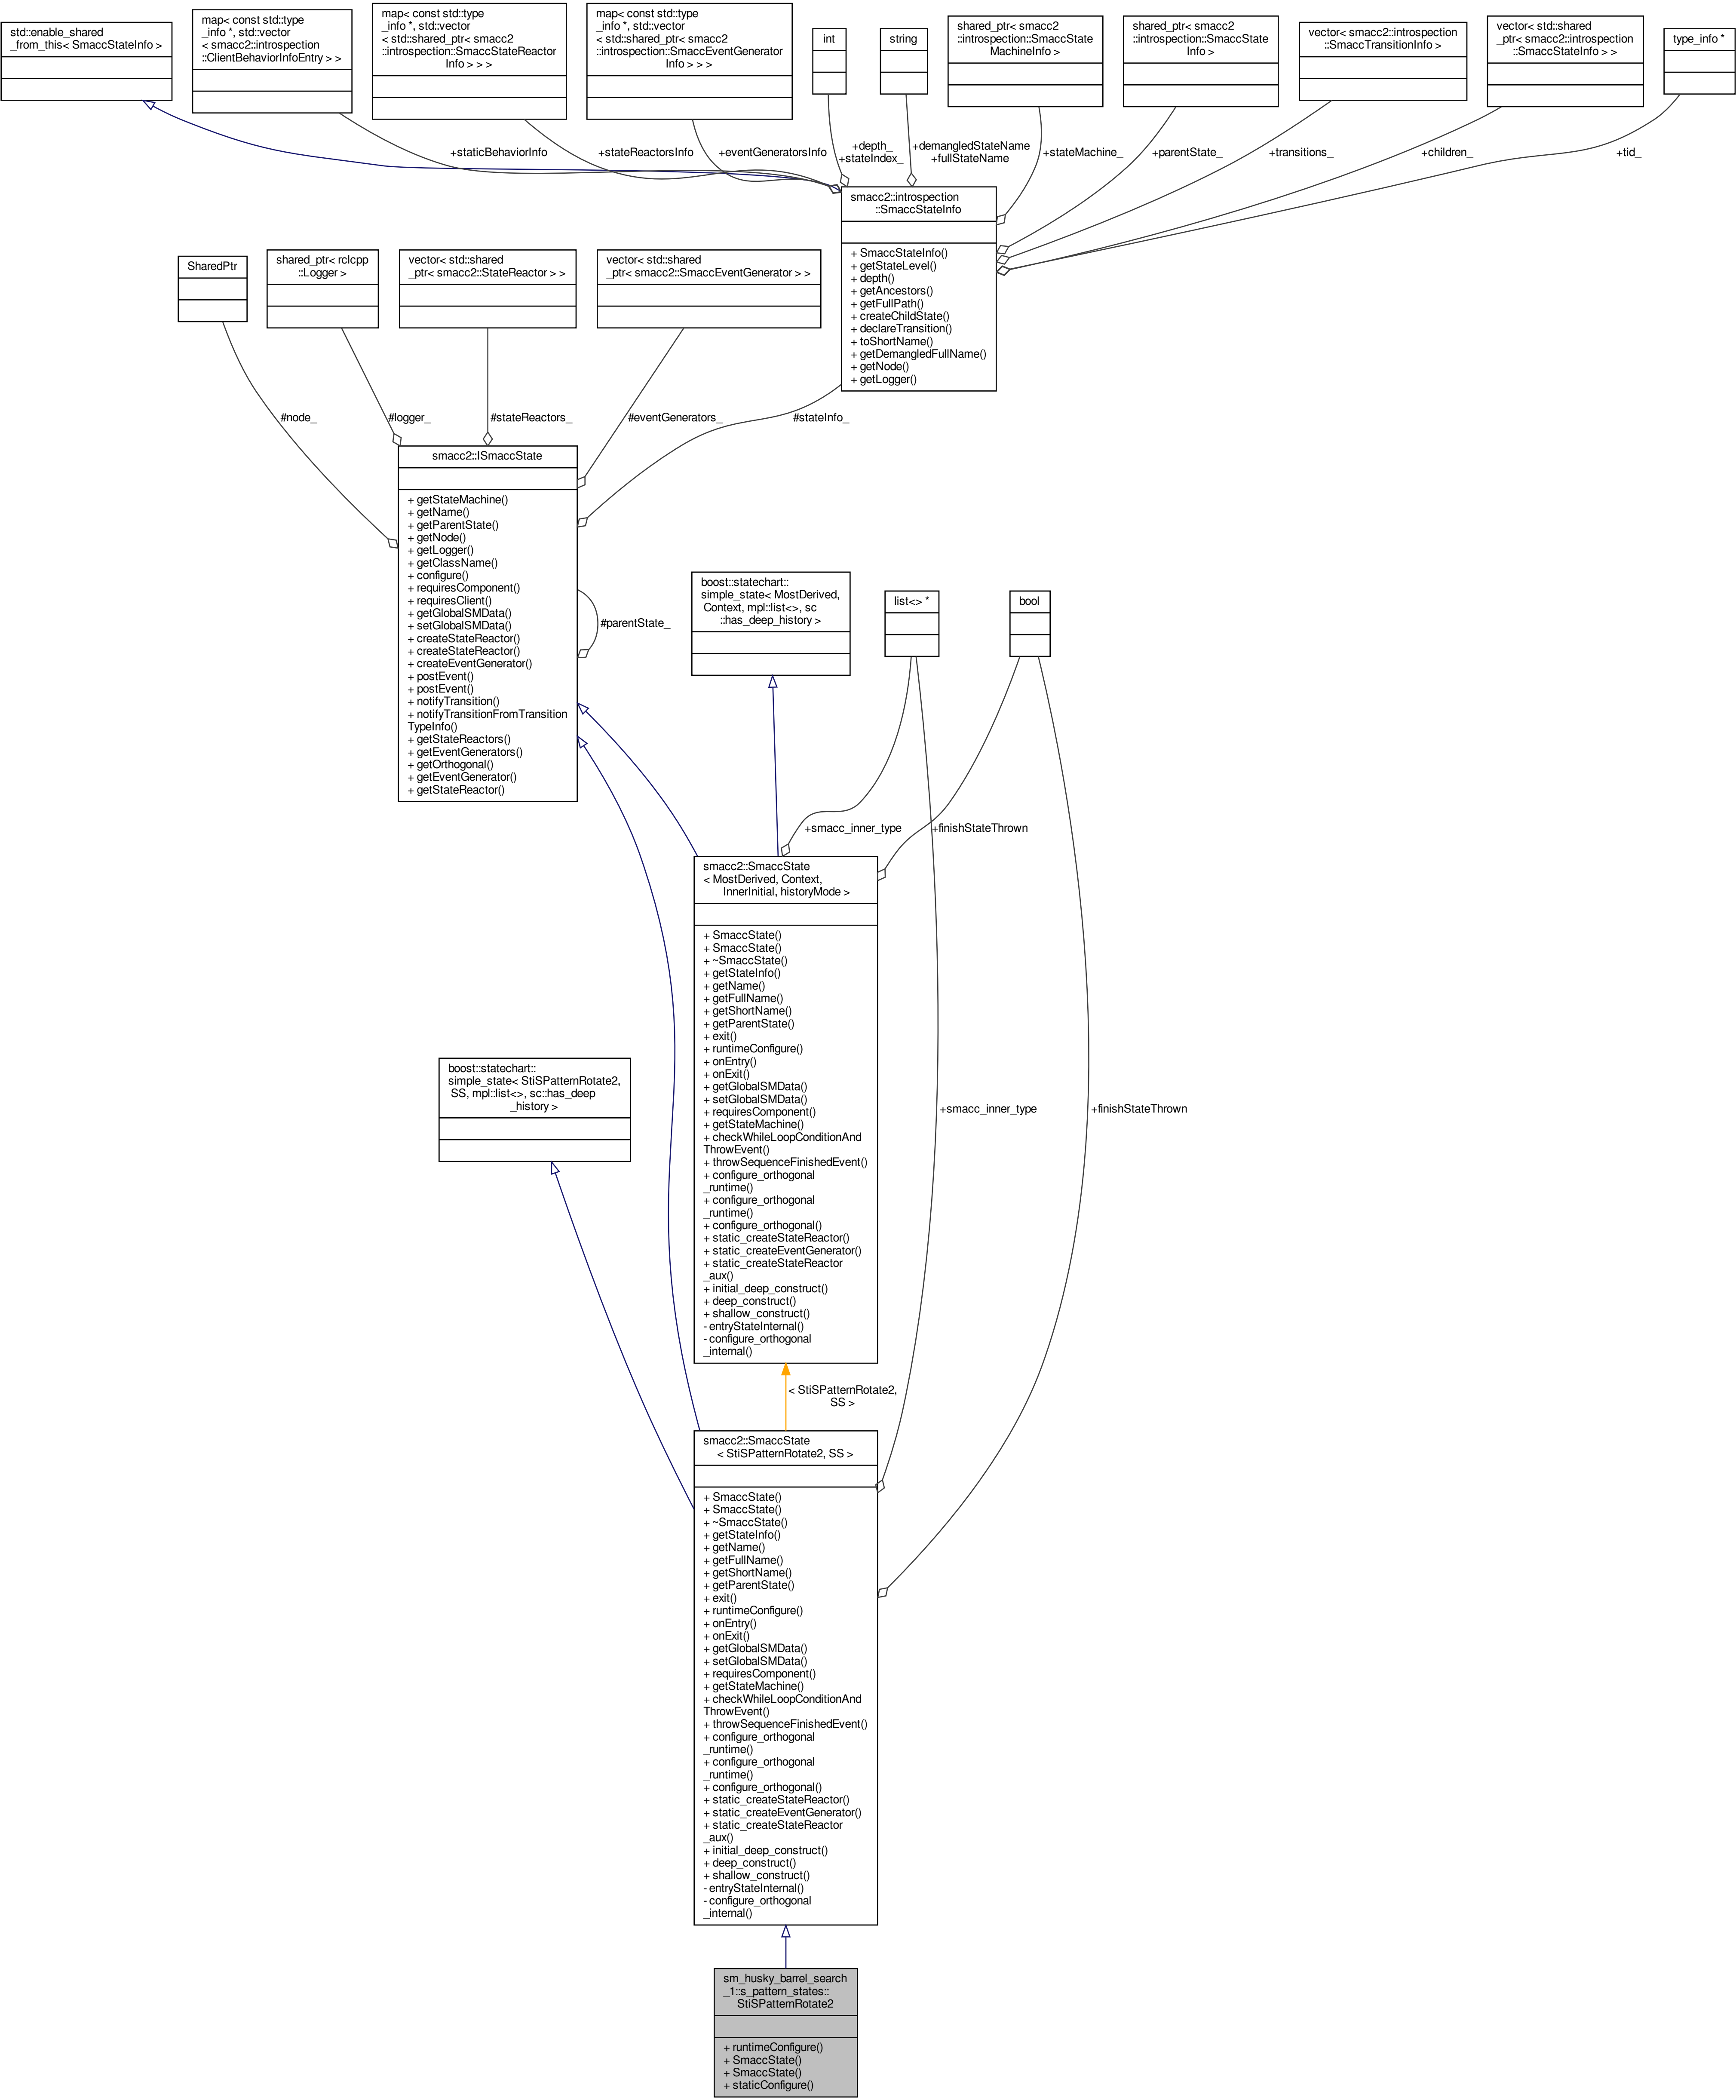 std::enable_shared
_from_this< SmaccStateInfo >
map< const std::type
_info *, std::vector
< smacc2::introspection
::ClientBehaviorInfoEntry > >
map< const std::type
_info *, std::vector
< std::shared_ptr< smacc2
::introspection::SmaccStateReactor
Info > > >
map< const std::type
_info *, std::vector
< std::shared_ptr< smacc2
::introspection::SmaccEventGenerator
Info > > >
int
string
shared_ptr< smacc2
::introspection::SmaccState
MachineInfo >
shared_ptr< smacc2
::introspection::SmaccState
Info >
vector< smacc2::introspection
::SmaccTransitionInfo >
vector< std::shared
_ptr< smacc2::introspection
::SmaccStateInfo > >
type_info *
+staticBehaviorInfo
+stateReactorsInfo
+eventGeneratorsInfo
+depth_
+stateIndex_
+demangledStateName
+fullStateName
+stateMachine_
+parentState_
+transitions_
+children_
+tid_
smacc2::introspection
::SmaccStateInfo
+ SmaccStateInfo()
+ getStateLevel()
+ depth()
+ getAncestors()
+ getFullPath()
+ createChildState()
+ declareTransition()
+ toShortName()
+ getDemangledFullName()
+ getNode()
+ getLogger()
SharedPtr
shared_ptr< rclcpp
::Logger >
vector< std::shared
_ptr< smacc2::StateReactor > >
vector< std::shared
_ptr< smacc2::SmaccEventGenerator > >
#node_
#logger_
#stateReactors_
#eventGenerators_
#stateInfo_
smacc2::ISmaccState
+ getStateMachine()
+ getName()
+ getParentState()
+ getNode()
+ getLogger()
+ getClassName()
+ configure()
+ requiresComponent()
+ requiresClient()
+ getGlobalSMData()
+ setGlobalSMData()
+ createStateReactor()
+ createStateReactor()
+ createEventGenerator()
+ postEvent()
+ postEvent()
+ notifyTransition()
+ notifyTransitionFromTransition
TypeInfo()
+ getStateReactors()
+ getEventGenerators()
+ getOrthogonal()
+ getEventGenerator()
+ getStateReactor()
#parentState_
boost::statechart::
simple_state< MostDerived,
Context, mpl::list<>, sc
::has_deep_history >
list<> *
bool
+smacc_inner_type
+finishStateThrown
smacc2::SmaccState
< MostDerived, Context,
InnerInitial, historyMode >
+ SmaccState()
+ SmaccState()
+ ~SmaccState()
+ getStateInfo()
+ getName()
+ getFullName()
+ getShortName()
+ getParentState()
+ exit()
+ runtimeConfigure()
+ onEntry()
+ onExit()
+ getGlobalSMData()
+ setGlobalSMData()
+ requiresComponent()
+ getStateMachine()
+ checkWhileLoopConditionAnd
ThrowEvent()
+ throwSequenceFinishedEvent()
+ configure_orthogonal
_runtime()
+ configure_orthogonal
_runtime()
+ configure_orthogonal()
+ static_createStateReactor()
+ static_createEventGenerator()
+ static_createStateReactor
_aux()
+ initial_deep_construct()
+ deep_construct()
+ shallow_construct()
- entryStateInternal()
- configure_orthogonal
_internal()
boost::statechart::
simple_state< StiSPatternRotate2,
SS, mpl::list<>, sc::has_deep
_history >
+smacc_inner_type
+finishStateThrown
< StiSPatternRotate2,
SS >
smacc2::SmaccState
< StiSPatternRotate2, SS >
+ SmaccState()
+ SmaccState()
+ ~SmaccState()
+ getStateInfo()
+ getName()
+ getFullName()
+ getShortName()
+ getParentState()
+ exit()
+ runtimeConfigure()
+ onEntry()
+ onExit()
+ getGlobalSMData()
+ setGlobalSMData()
+ requiresComponent()
+ getStateMachine()
+ checkWhileLoopConditionAnd
ThrowEvent()
+ throwSequenceFinishedEvent()
+ configure_orthogonal
_runtime()
+ configure_orthogonal
_runtime()
+ configure_orthogonal()
+ static_createStateReactor()
+ static_createEventGenerator()
+ static_createStateReactor
_aux()
+ initial_deep_construct()
+ deep_construct()
+ shallow_construct()
- entryStateInternal()
- configure_orthogonal
_internal()
sm_husky_barrel_search
_1::s_pattern_states::
StiSPatternRotate2
+ runtimeConfigure()
+ SmaccState()
+ SmaccState()
+ staticConfigure()